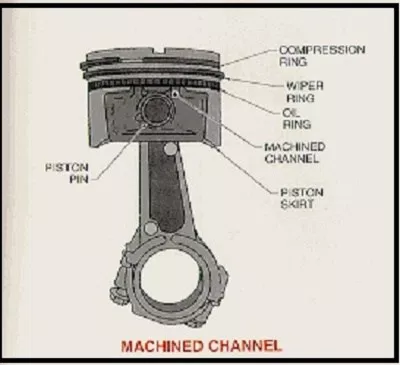 COMPRESSION
RING
WIPER
RING
OIL
RING
MACHINED
CHANNEL
PISTON
PIN
PISTON
SKIRT
MACHINED CHANNEL